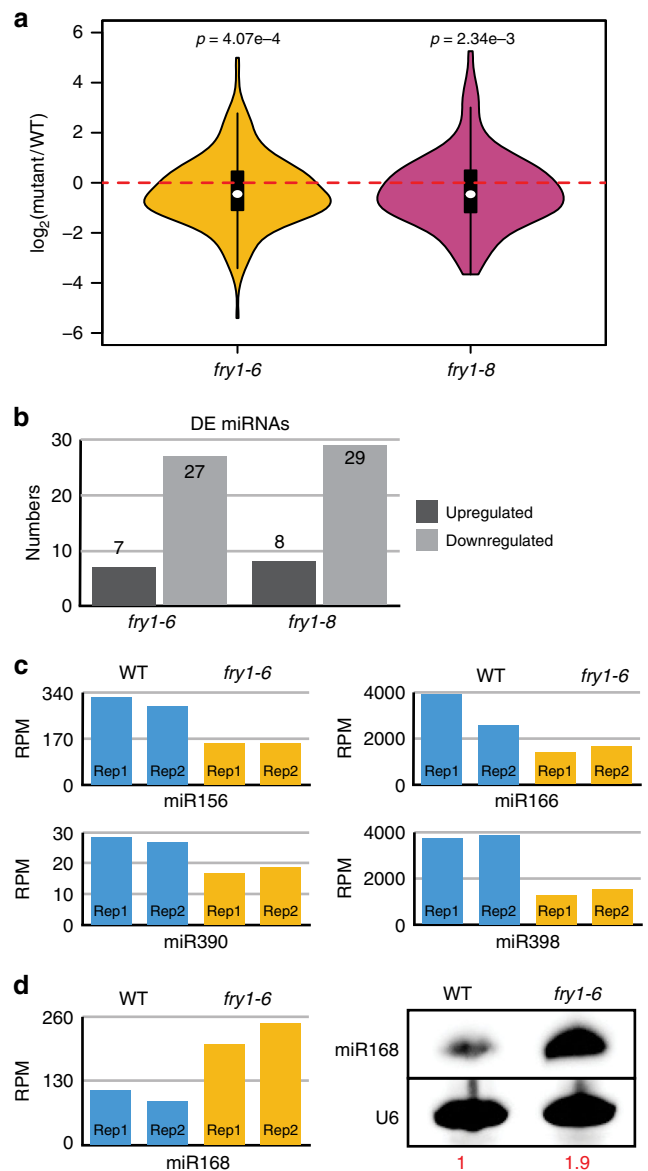 a
p = 4.07e–4 p = 2.34e–3
6
4
2
0
−2
−4
−6
log2(mutant/WT)
fry1-6 fry1-8
b
DE miRNAs
30
20
10
0
Numbers
7 27 8 29
fry1-6 fry1-8
Upregulated
Downregulated
c
WT fry1-6
340
170
0
RPM
Rep1 Rep2 Rep1 Rep2
miR156
WT fry1-6
4000
2000
0
RPM
Rep1 Rep2 Rep1 Rep2
miR166
30
20
10
0
RPM
Rep1 Rep2 Rep1 Rep2
miR390
4000
2000
0
RPM
Rep1 Rep2 Rep1 Rep2
miR398
d
WT fry1-6
260
130
0
RPM
Rep1 Rep2 Rep1 Rep2
miR168
WT fry1-6
miR168
U6
1 1.9